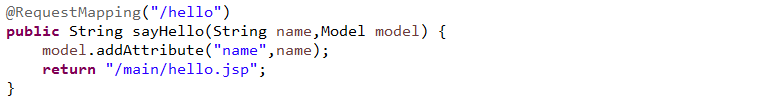 @RequestMapping("/hello")
public String sayHello(String name,Model model) {
    model.addAttribute("name",name);
    return "/main/hello.jsp";
}